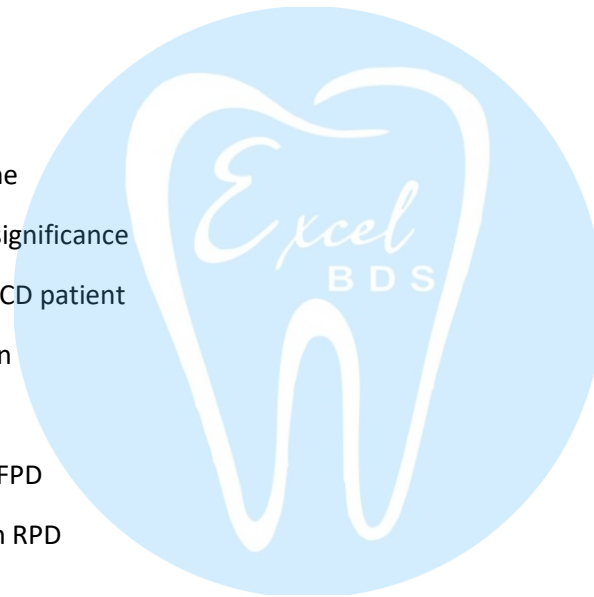 ne
Excel
significance
BDS
CD patient
n
FPD
n RPD